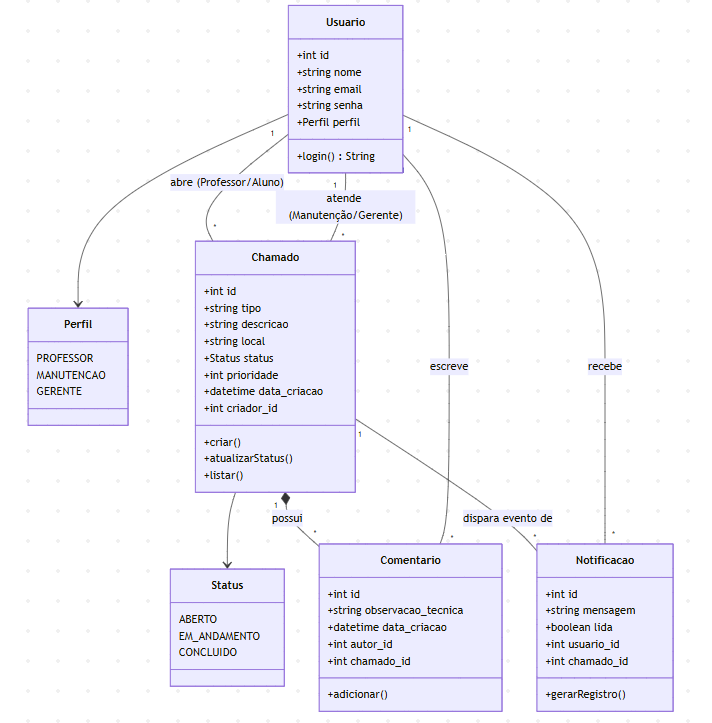 Usuario
+int id
+string nome
+string email
+string senha
+Perfil perfil
+login() : String
1
1
abre (Professor/Aluno)
1
atende
(Manutenção/Gerente)
*
*
Chamado
+int id
+string tipo
+string descricao
+string local
+Status status
+int prioridade
+datetime data_criacao
+int criador_id
+criar()
+atualizarStatus()
+listar()
Perfil
PROFESSOR
MANUTENCAO
GERENTE
escreve
recebe
1
1
possui
dispara evento de
*
*
*
*
Status
ABERTO
EM_ANDAMENTO
CONCLUIDO
Comentario
+int id
+string observacao_tecnica
+datetime data_criacao
+int autor_id
+int chamado_id
+adicionar()
Notificacao
+int id
+string mensagem
+boolean lida
+int usuario_id
+int chamado_id
+gerarRegistro()